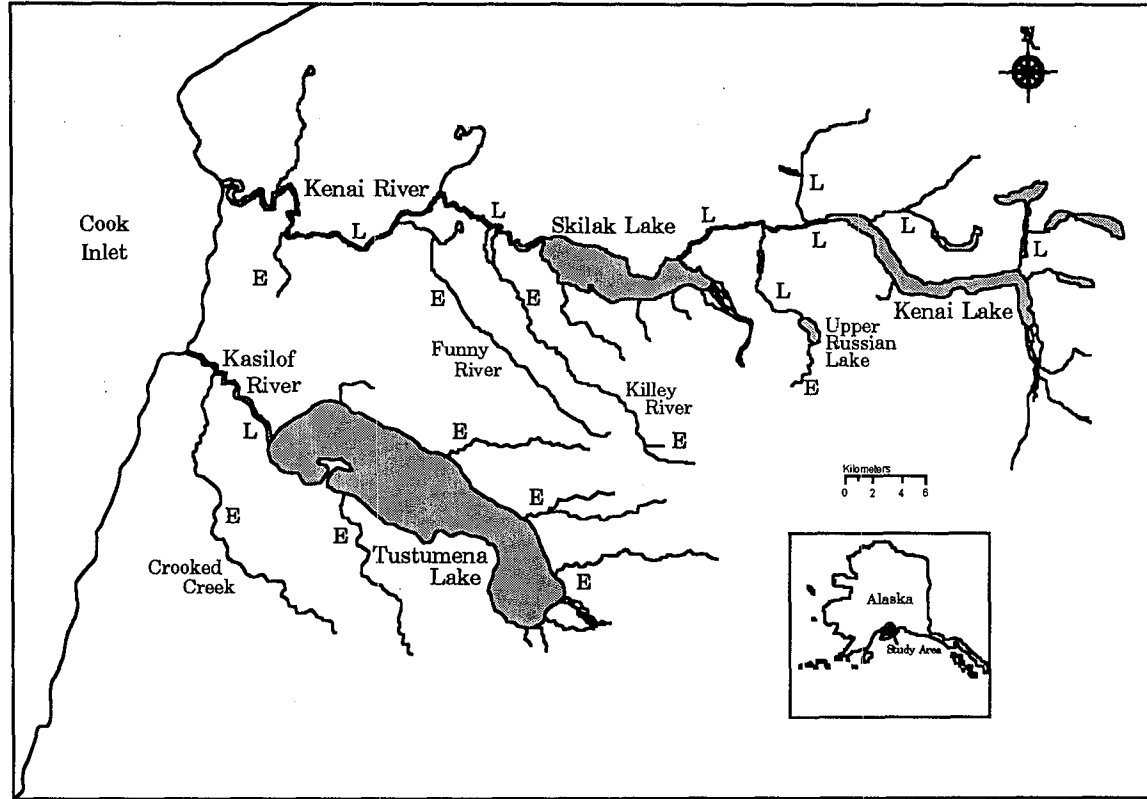 N
Kenai River
L
L
Cook
Inlet
L
Skilak Lake
L
L
L
L
E
E
E
L
Kenai Lake
Upper
Russian
Lake
Funny
River
Kasilof
River
E
Killey
River
L
E
E
Kilometers
0 2 4 6
E
E
E
Tustumena
Lake
E
Crooked
Creek
Alaska
Study Area